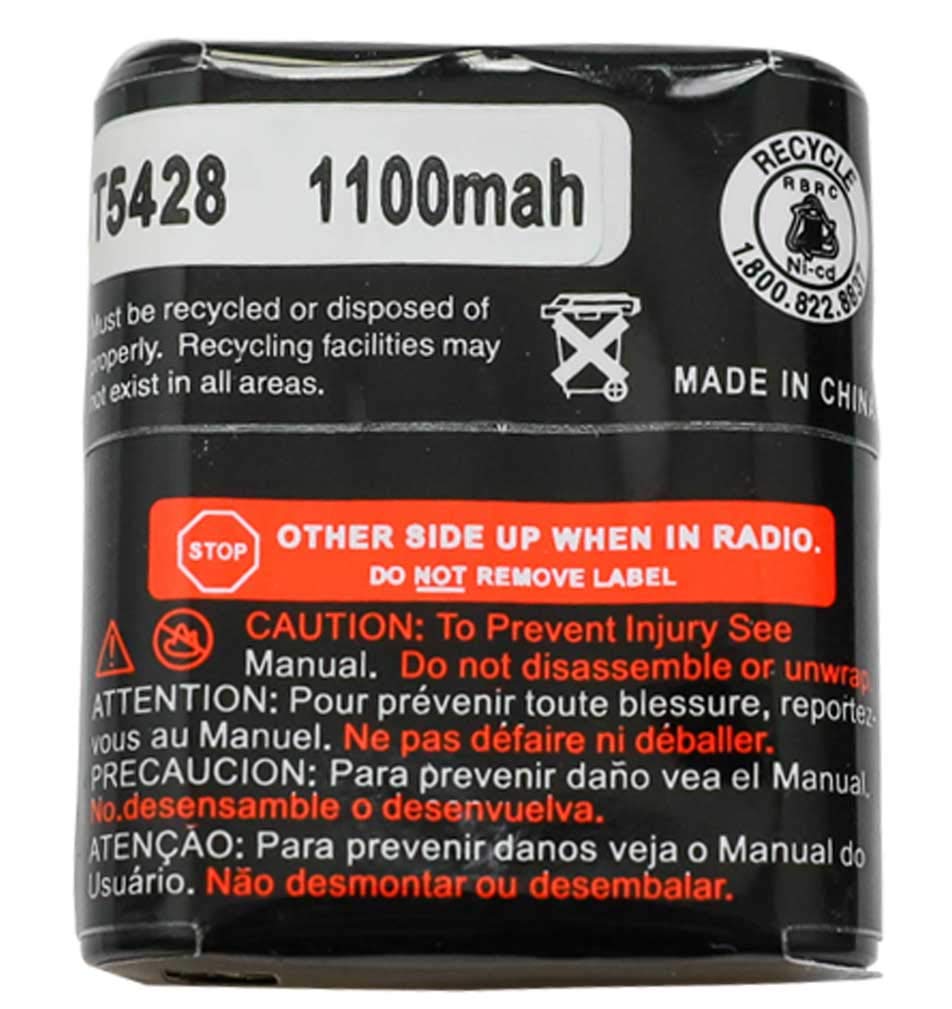 T5428 1100mah
RECYCLE
RBRC
Ni-cd
1.800.822.8837
Must be recycled or disposed of
properly. Recycling facilities may
not exist in all areas.
MADE IN CHINA
STOP
OTHER SIDE UP WHEN IN RADIO.
DO NOT REMOVE LABEL
CAUTION: To Prevent Injury See
Manual. Do not disassemble or unwrap.
ATTENTION: Pour prévenir toute blessure, reportez-
vous au Manuel. Ne pas défaire ni déballer.
PRECAUCION: Para prevenir daño vea el Manual.
No.desensamble o desenvuelva.
ATENÇÃO: Para prevenir danos veja o Manual do
Usuário. Não desmontar ou desembalar.